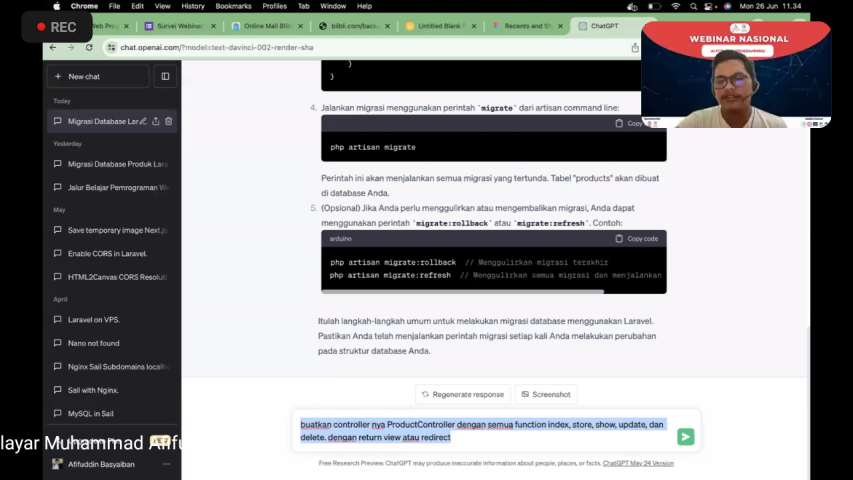 Chrome File Edit View History Bookmarks Profiles Tab Window Help
Mon 26 Jun 11.34
REC
Survei Webinar
Online Mail Blibl
blibli.com/back
Untitled Blank F
Recents and Sh
ChatGPT
chat.openai.com/?model=text-davinci-002-render-sha
WEBINAR NASIONAL
New chat
Today
Migrasi Database Lar
Yesterday
Migrasi Database Produk Lara
Jalur Belajar Pemrograman W
May
Save temporary image Next.js
Enable CORS in Laravel.
HTML2Canvas CORS Resoluti
April
Laravel on VPS.
Nano not found
Nginx Sail Subdomains localhe
Sail with Nginx.
MySQL in Sail
layar Muhammad Afifu
Afifuddin Basyaiban
}
}
4. Jalankan migrasi menggunakan perintah `migrate` dari artisan command line:
Copy
php artisan migrate
Perintah ini akan menjalankan semua migrasi yang tertunda. Tabel "products" akan dibuat
di database Anda.
5. (Opsional) Jika Anda perlu menggulirkan atau mengembalikan migrasi, Anda dapat
menggunakan perintah `migrate:rollback` atau `migrate:refresh`. Contoh:
arduino Copy code
php artisan migrate:rollback // Menggulirkan migrasi terakhir
php artisan migrate:refresh // Menggulirkan semua migrasi dan menjalankan
Itulah langkah-langkah umum untuk melakukan migrasi database menggunakan Laravel.
Pastikan Anda telah menjalankan perintah migrasi setiap kali Anda melakukan perubahan
pada struktur database Anda.
Regenerate response Screenshot
buatkan controller nya ProductController dengan semua function index, store, show, update, dan
delete. dengan return view atau redirect
Free Research Preview. ChatGPT may produce inaccurate information about people, places, or facts. ChatGPT May 24 Version